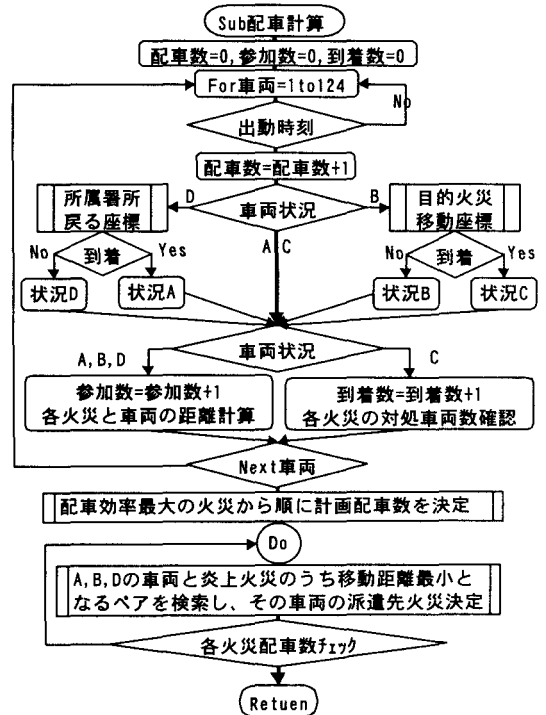 Sub配車計算
配車数=0,参加数=0,到着数=0
For車両=1to124
No
出動時刻
配車数=配車数+1
所属署所
戻る座標
D
車両状況
B
目的火災
移動座標
No
到着
Yes
A
C
No
到着
Yes
状況D
状況A
状況B
状況C
車両状況
A,B,D
C
参加数=参加数+1
各火災と車両の距離計算
到着数=到着数+1
各火災の対処車両数確認
Next車両
配車効率最大の火災から順に計画配車数を決定
Do
A,B,Dの車両と炎上火災のうち移動距離最小と
なるペアを検索し、その車両の派遣先火災決定
各火災配車数ﾁｪｯｸ
Retuen